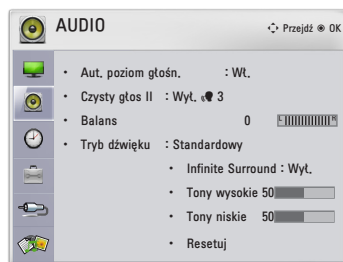 AUDIO
Przejdź OK
• Aut. poziom głośn. : Wł.
• Czysty głos II : Wył. 3
• Balans 0 L R
• Tryb dźwięku : Standardowy
• Infinite Surround : Wył.
• Tony wysokie 50
• Tony niskie 50
• Resetuj